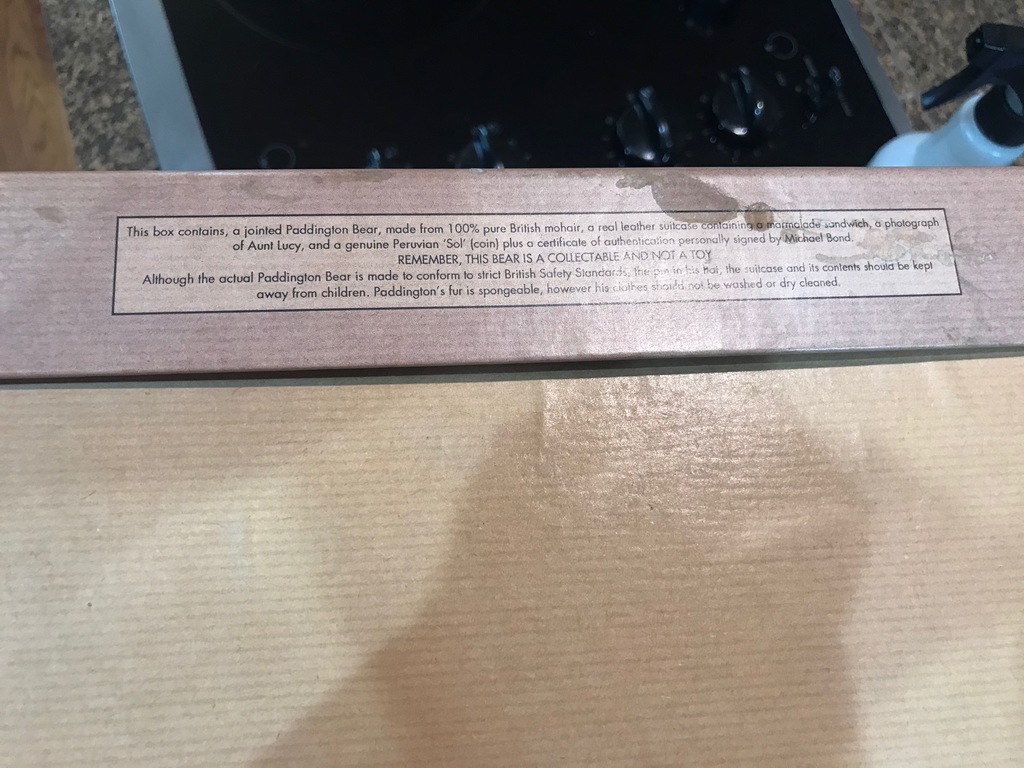 This box contains, a jointed Paddington Bear, made from 100% pure British mohair, a real leather suitcase containing a marmalade sandwich, a photograph
of Aunt Lucy, and a genuine Peruvian 'Sol' (coin) plus a certificate of authentication personally signed by Michael Bond.
REMEMBER, THIS BEAR IS A COLLECTABLE AND NOT A TOY
Although the actual Paddington Bear is made to conform to strict British Safety Standards, the pin in his hat, the suitcase and its contents should be kept
away from children. Paddington's fur is spongeable, however his clothes should not be washed or dry cleaned.